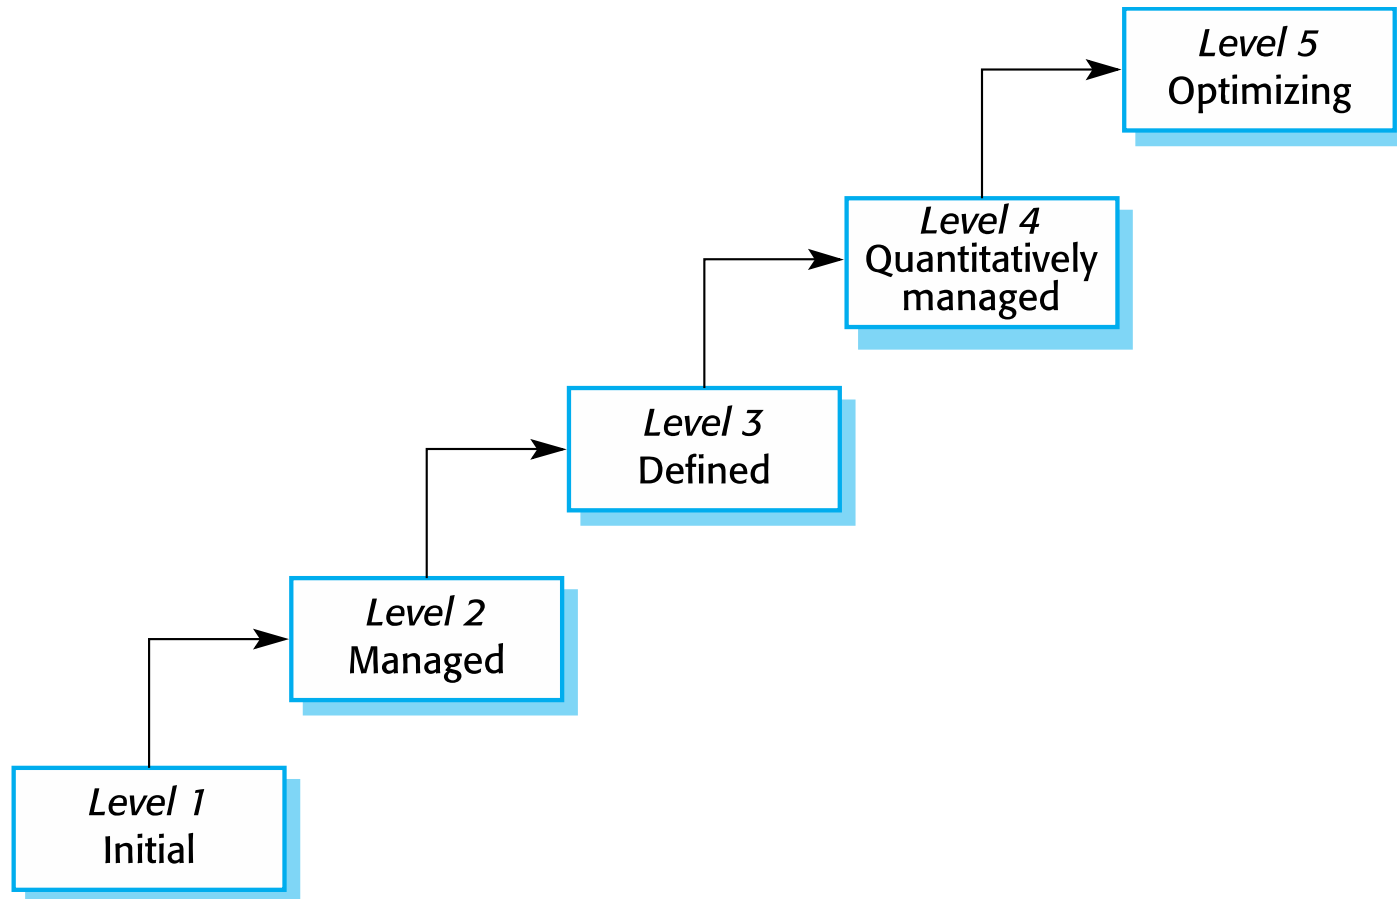 Level 5
Optimizing
Level 4
Quantitatively
managed
Level 3
Defined
Level 2
Managed
Level 1
Initial